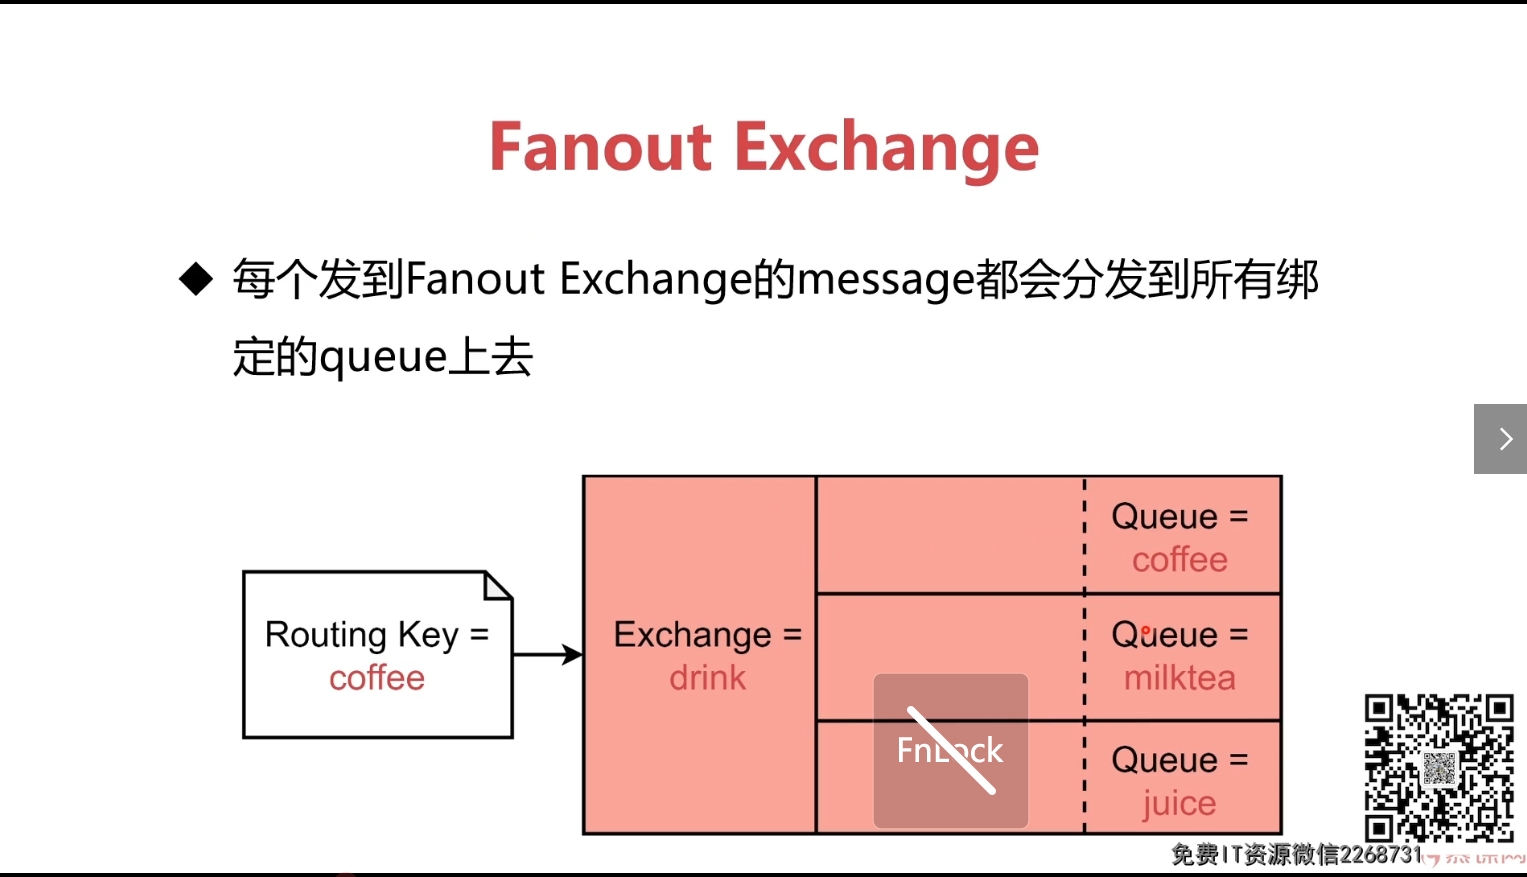 Fanout Exchange
每个发到Fanout Exchange的message都会分发到所有绑
定的queue上去
Routing Key =
coffee
Exchange =
drink
Queue =
coffee
Queue =
milktea
Queue =
juice
FnLock
免费IT资源微信2268731